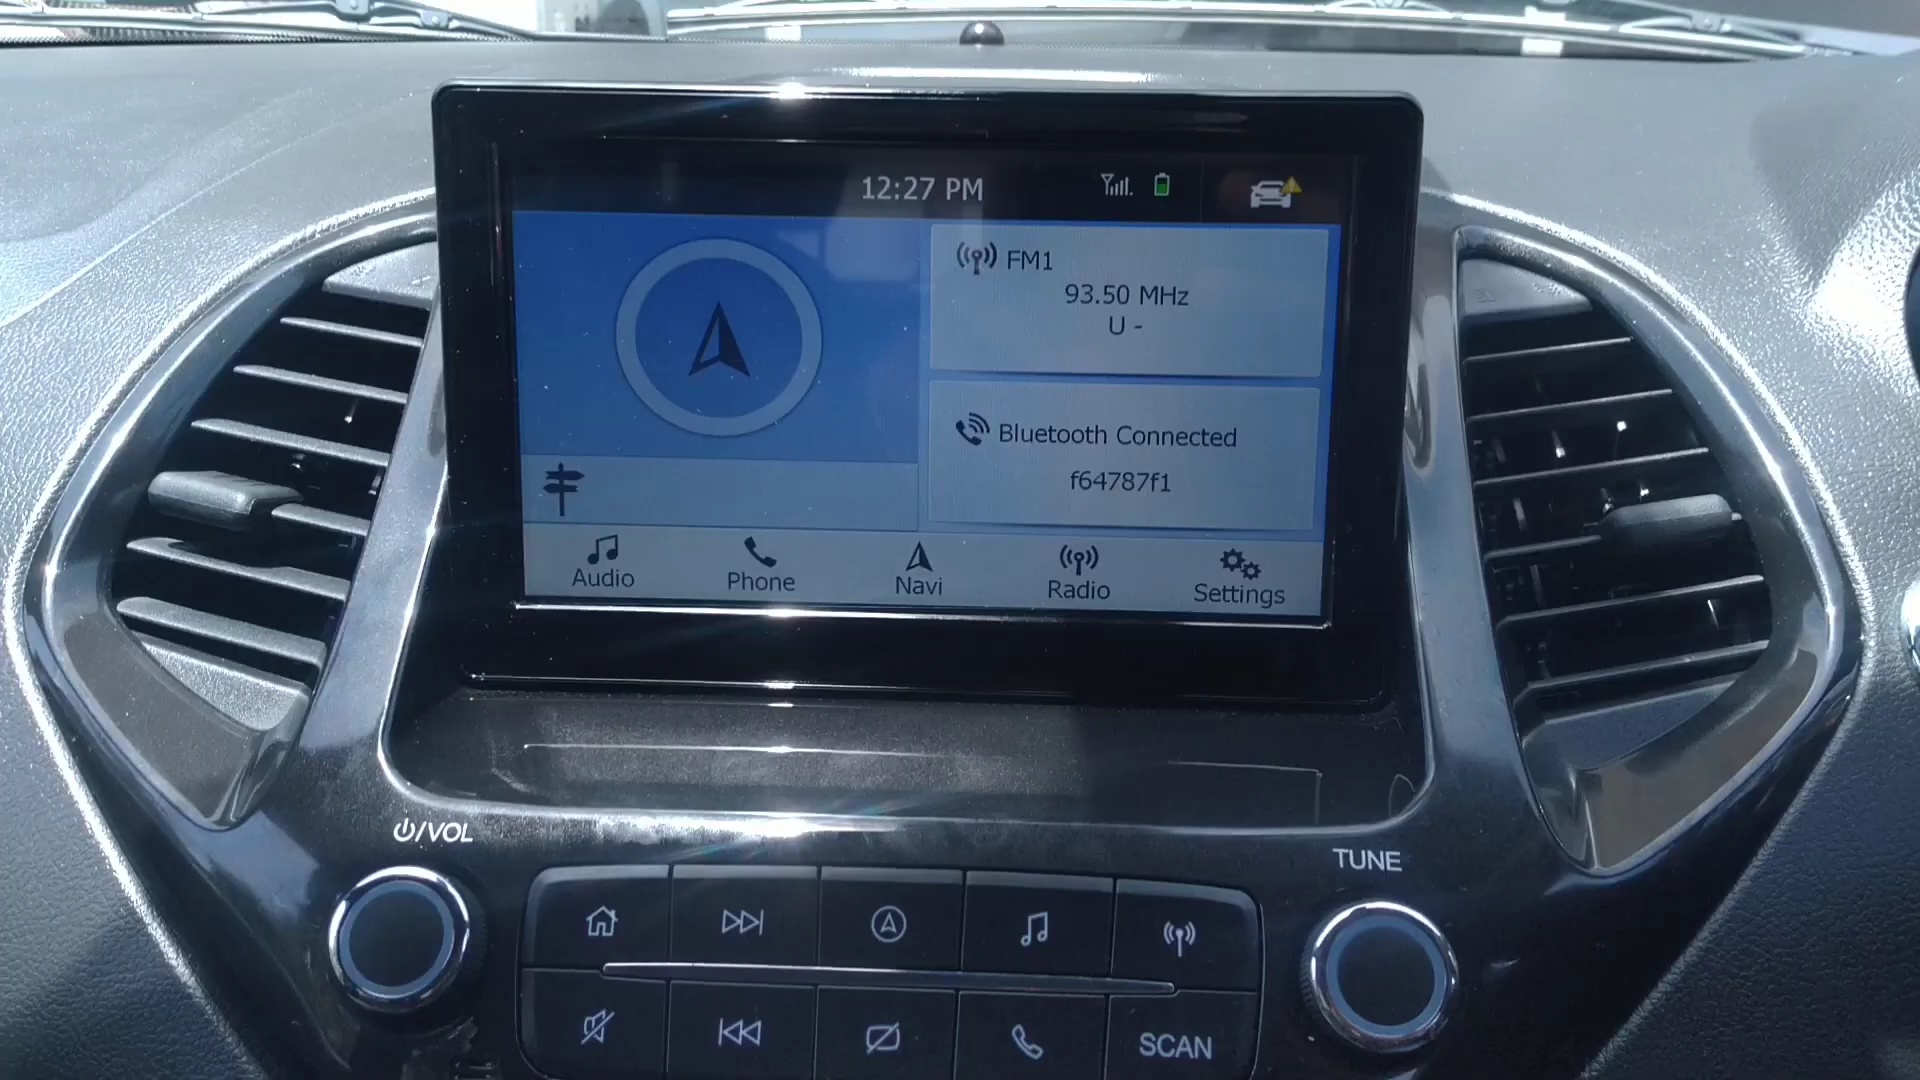 12:27 PM
FM1
93.50 MHz
U -
Bluetooth Connected
f64787f1
Audio
Phone
Navi
Radio
Settings
/VOL
TUNE
SCAN